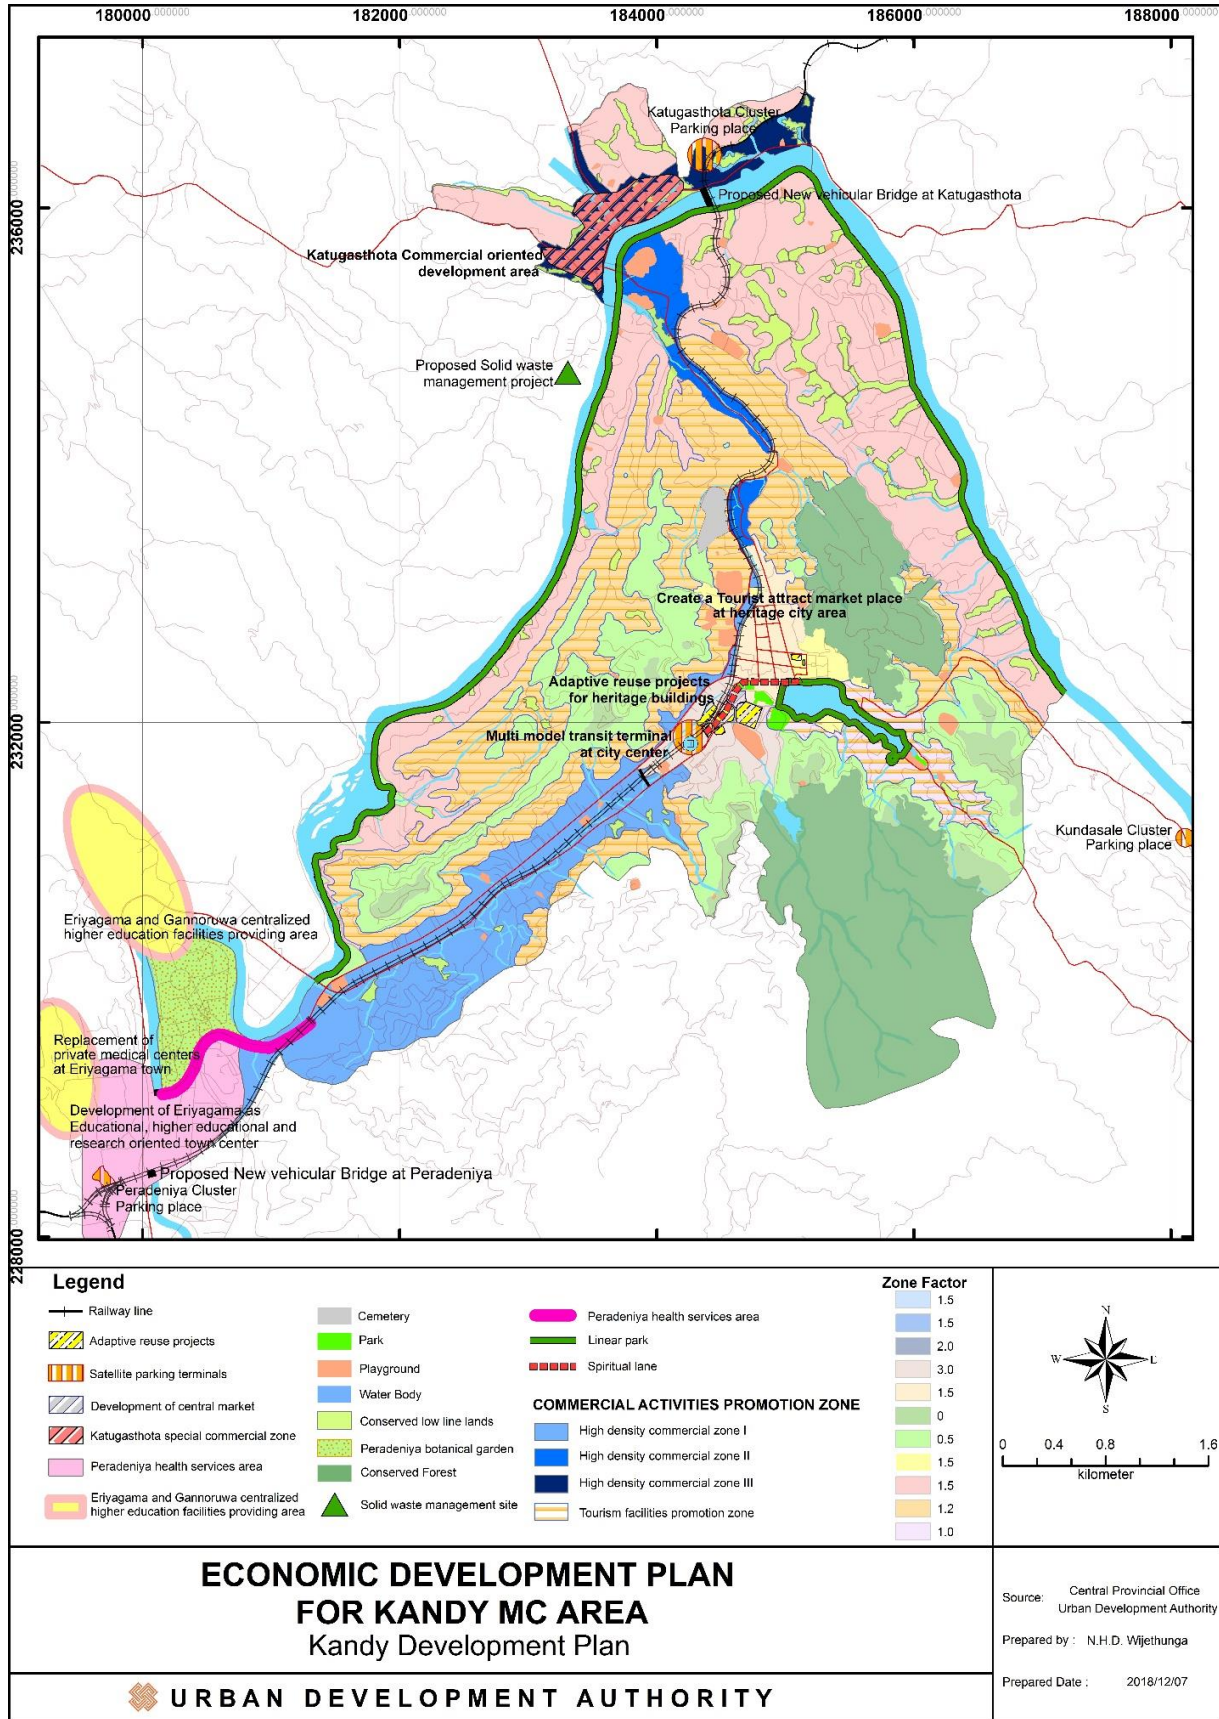 180000.000000
182000.000000
184000.000000
186000.000000
188000.000000
236000.000000
232000.000000
228000.000000
Katugasthota Cluster
Parking place
Proposed New vehicular Bridge at Katugasthota
Katugasthota Commercial oriented
development area
Proposed Solid waste
management project
Create a Tourist attract market place
at heritage city area
Adaptive reuse projects
for heritage buildings
Multi model transit terminal
at city center
Kundasale Cluster
Parking place
Eriyagama and Gannoruwa centralized
higher education facilities providing area
Replacement of
private medical centers
at Eriyagama town
Development of Eriyagama as
Educational, higher educational and
research oriented town center
Proposed New vehicular Bridge at Peradeniya
Peradeniya Cluster
Parking place
Legend
Railway line
Adaptive reuse projects
Satellite parking terminals
Development of central market
Katugasthota special commercial zone
Peradeniya health services area
Eriyagama and Gannoruwa centralized
higher education facilities providing area
Cemetery
Park
Playground
Water Body
Conserved low line lands
Peradeniya botanical garden
Conserved Forest
Solid waste management site
Peradeniya health services area
Linear park
Spiritual lane
COMMERCIAL ACTIVITIES PROMOTION ZONE
High density commercial zone I
High density commercial zone II
High density commercial zone III
Tourism facilities promotion zone
Zone Factor
1.5
1.5
2.0
3.0
1.5
0
0.5
1.5
1.5
1.2
1.0
N
W E
S
0 0.4 0.8 1.6
kilometer
ECONOMIC DEVELOPMENT PLAN
FOR KANDY MC AREA
Kandy Development Plan
URBAN DEVELOPMENT AUTHORITY
Source: Central Provincial Office
Urban Development Authority
Prepared by : N.H.D. Wijethunga
Prepared Date : 2018/12/07